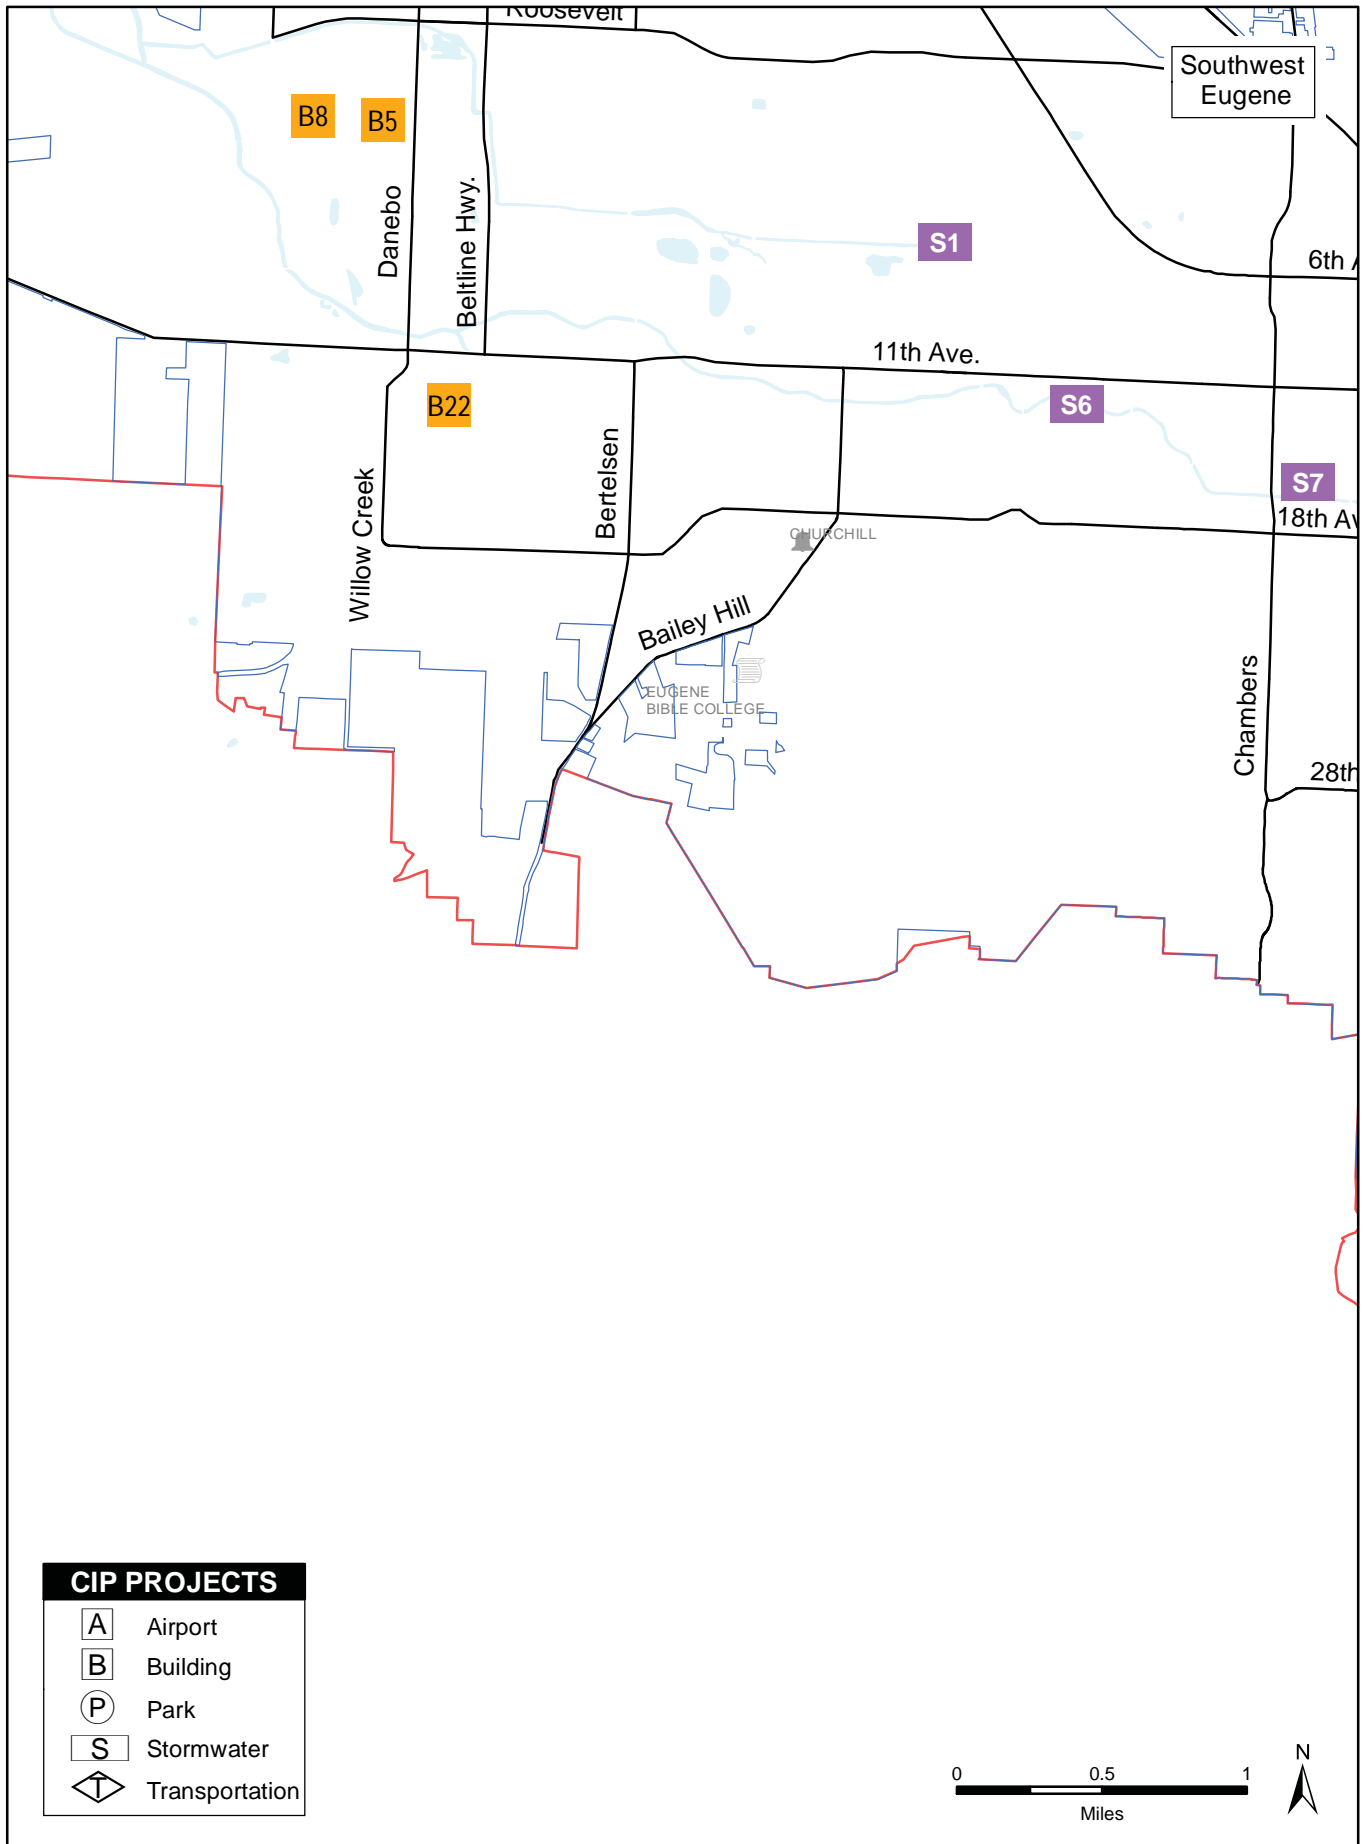 Roosevelt
Southwest
Eugene
B8
B5
Danebo
Beltline Hwy.
S1
6th A
11th Ave.
B22
S6
S7
Willow Creek
Bertelsen
18th Av
CHURCHILL
Bailey Hill
EUGENE
BIBLE COLLEGE
Chambers
28th
CIP PROJECTS
A Airport
B Building
P Park
S Stormwater
T Transportation
0 0.5 1
Miles
N